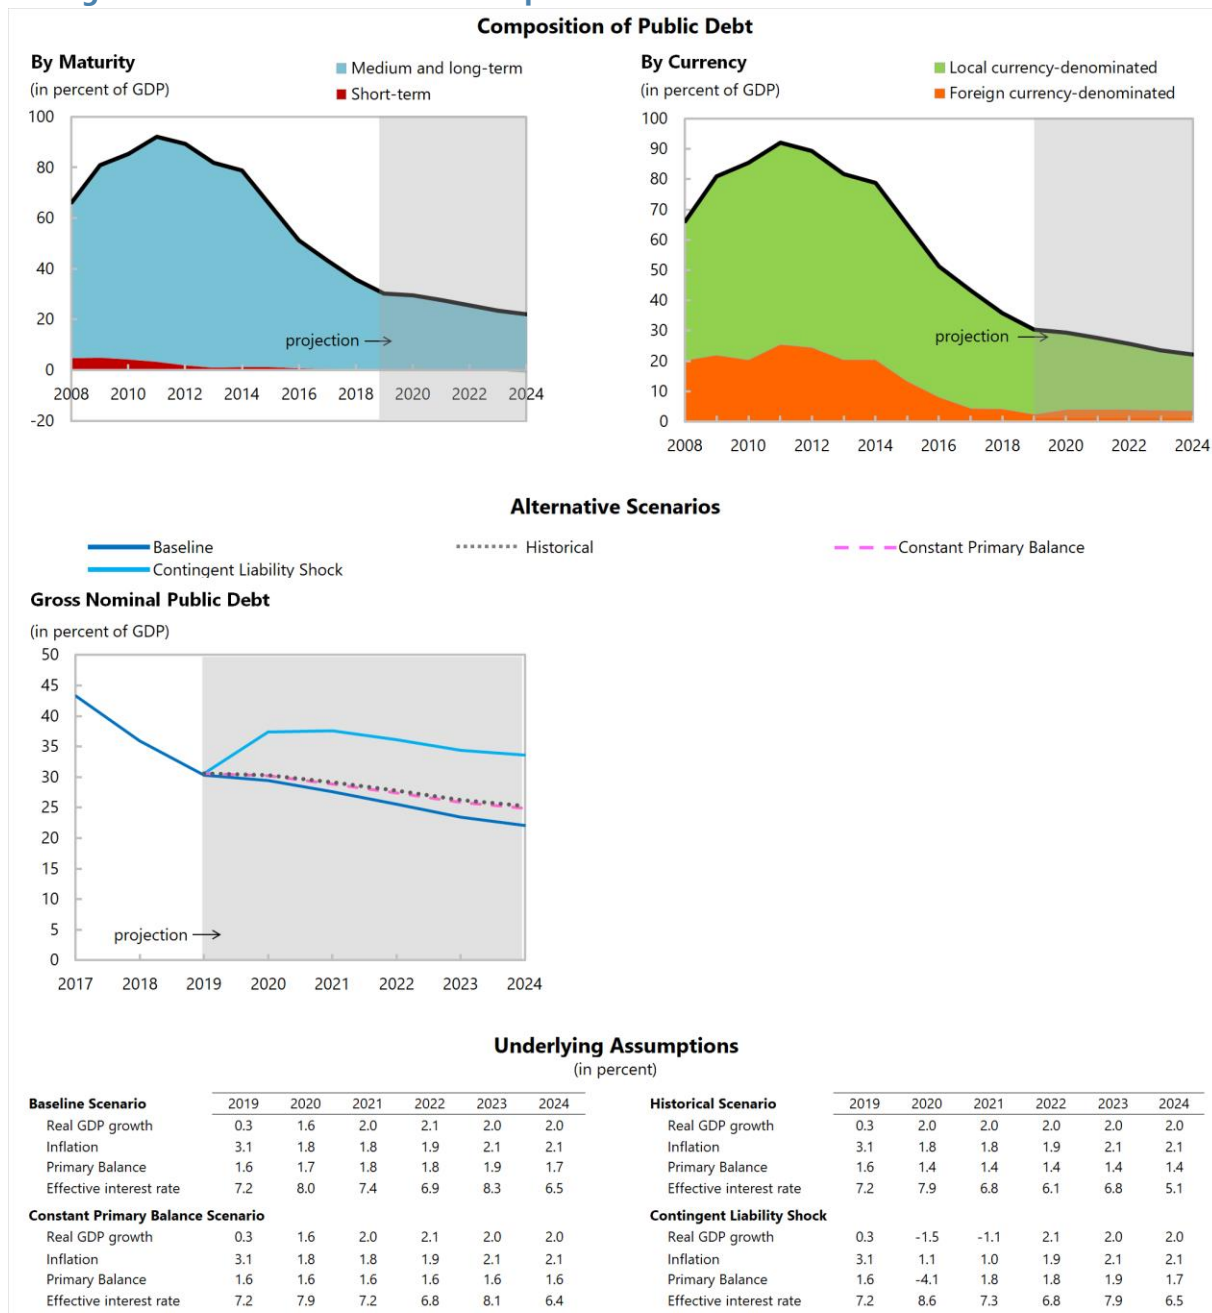 Composition of Public Debt
By Maturity
(in percent of GDP)
Medium and long-term
Short-term
100
80
60
40
20
0
-20
projection
2008 2010 2012 2014 2016 2018 2020 2022 2024
By Currency
(in percent of GDP)
Local currency-denominated
Foreign currency-denominated
100
90
80
70
60
50
40
30
20
10
0
projection
2008 2010 2012 2014 2016 2018 2020 2022 2024
Alternative Scenarios
Baseline
Historical
Constant Primary Balance
Contingent Liability Shock
Gross Nominal Public Debt
(in percent of GDP)
50
45
40
35
30
25
20
15
10
5
0
projection
2017 2018 2019 2020 2021 2022 2023 2024
Underlying Assumptions
(in percent)
Baseline Scenario 2019 2020 2021 2022 2023 2024
Real GDP growth 0.3 1.6 2.0 2.1 2.0 2.0
Inflation 3.1 1.8 1.8 1.9 2.1 2.1
Primary Balance 1.6 1.7 1.8 1.8 1.9 1.7
Effective interest rate 7.2 8.0 7.4 6.9 8.3 6.5
Constant Primary Balance Scenario
Real GDP growth 0.3 1.6 2.0 2.1 2.0 2.0
Inflation 3.1 1.8 1.8 1.9 2.1 2.1
Primary Balance 1.6 1.6 1.6 1.6 1.6 1.6
Effective interest rate 7.2 7.9 7.2 6.8 8.1 6.4
Historical Scenario 2019 2020 2021 2022 2023 2024
Real GDP growth 0.3 2.0 2.0 2.0 2.0 2.0
Inflation 3.1 1.8 1.8 1.9 2.1 2.1
Primary Balance 1.6 1.4 1.4 1.4 1.4 1.4
Effective interest rate 7.2 7.9 6.8 6.1 6.8 5.1
Contingent Liability Shock
Real GDP growth 0.3 -1.5 -1.1 2.1 2.0 2.0
Inflation 3.1 1.1 1.0 1.9 2.1 2.1
Primary Balance 1.6 -4.1 1.8 1.8 1.9 1.7
Effective interest rate 7.2 8.6 7.3 6.8 7.9 6.5